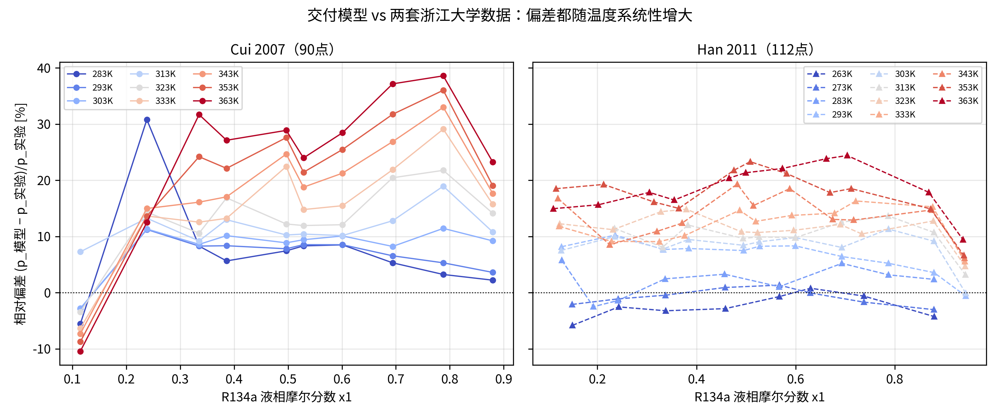 交付模型 vs 两套浙江大学数据：偏差都随温度系统性增大
Cui 2007（90点）
Han 2011（112点）
相对偏差 (p_模型 − p_实验)/p_实验 [%]
40
30
20
10
0
-10
283K
293K
303K
313K
323K
333K
343K
353K
363K
263K
273K
283K
293K
303K
313K
323K
333K
343K
353K
363K
0.1 0.2 0.3 0.4 0.5 0.6 0.7 0.8 0.9
0.2 0.4 0.6 0.8
R134a 液相摩尔分数 x1
R134a 液相摩尔分数 x1